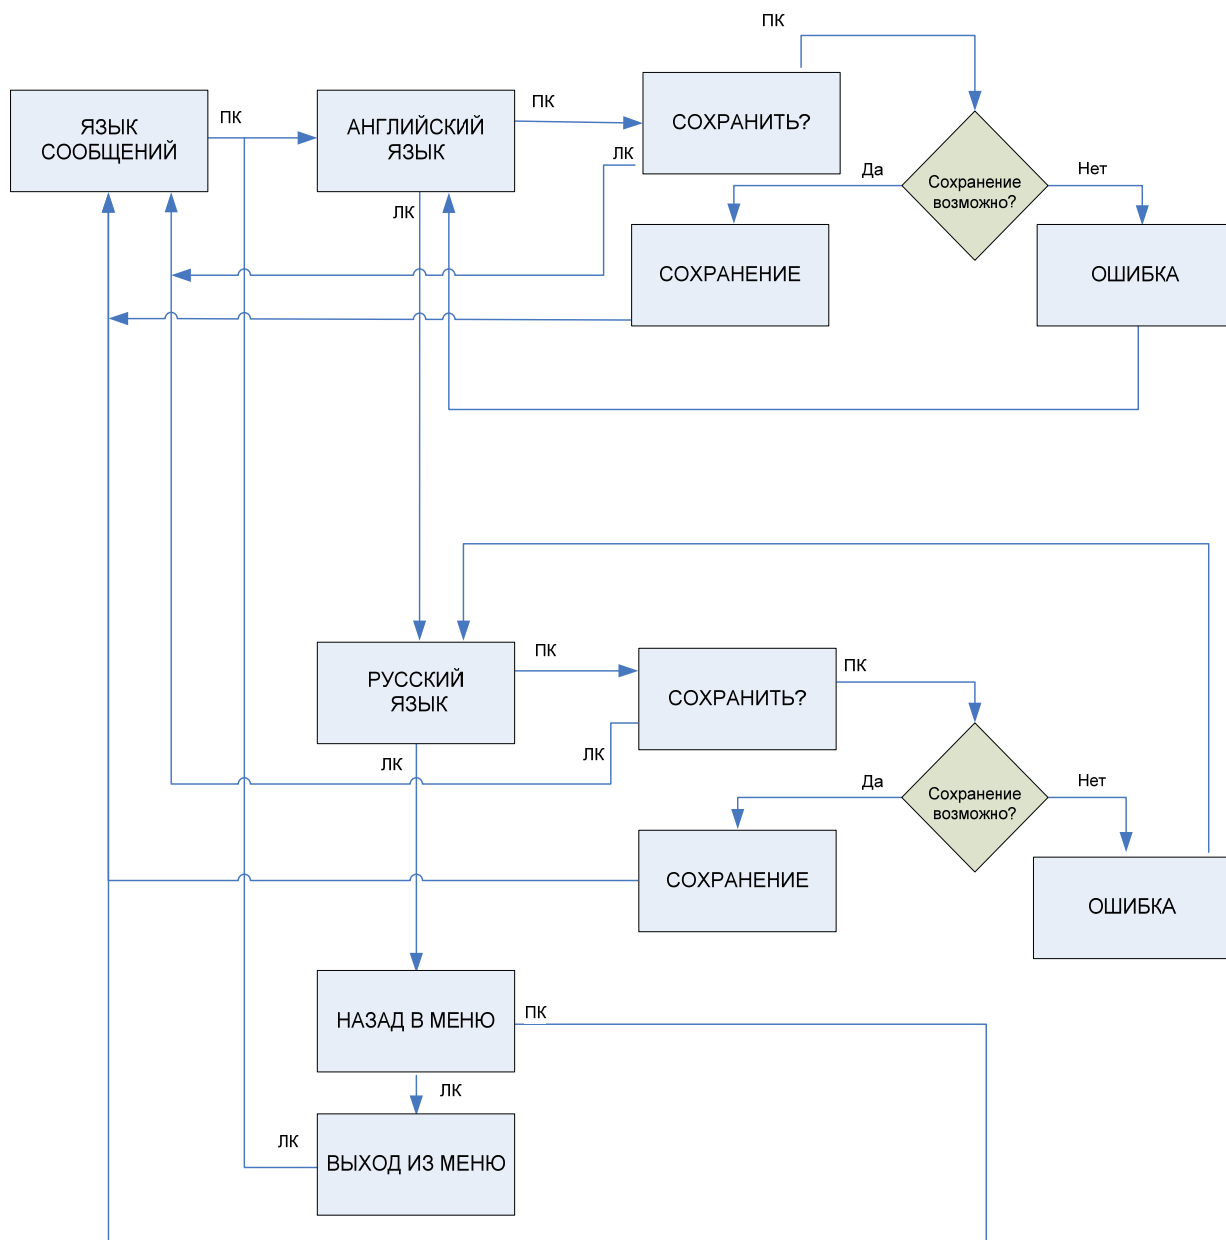 ПК
ЯЗЫК
СООБЩЕНИЙ
ПК
АНГЛИЙСКИЙ
ЯЗЫК
ПК
СОХРАНИТЬ?
ЛК
Да
Сохранение
возможно?
Нет
ЛК
СОХРАНЕНИЕ
ОШИБКА
РУССКИЙ
ЯЗЫК
ПК
СОХРАНИТЬ?
ПК
ЛК
ЛК
Да
Сохранение
возможно?
Нет
СОХРАНЕНИЕ
ОШИБКА
НАЗАД В МЕНЮ
ПК
ЛК
ЛК
ВЫХОД ИЗ МЕНЮ